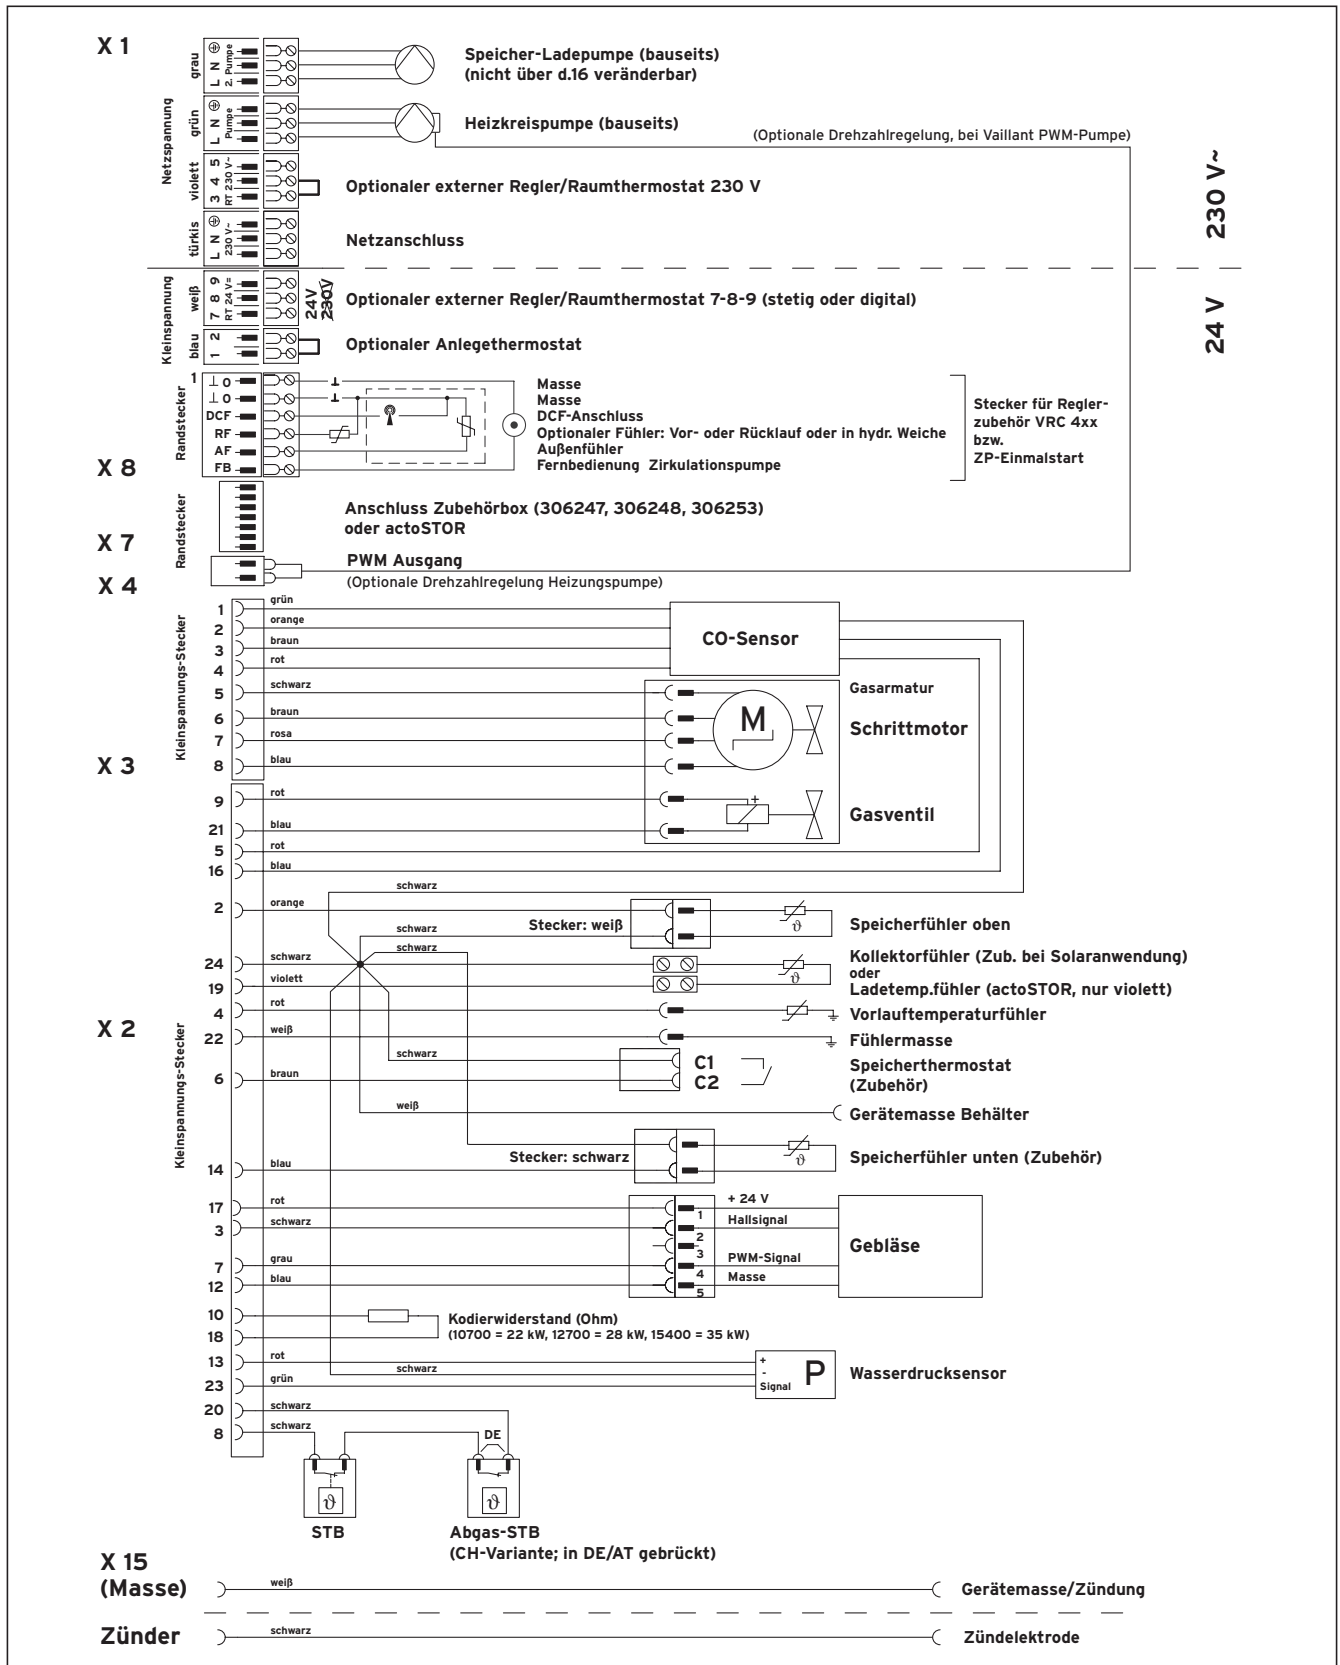 X 1
Netzspannung
grau
L N ⏚
2. Pumpe
Speicher-Ladepumpe (bauseits)
(nicht über d.16 veränderbar)
grün
L N ⏚
Pumpe
Heizkreispumpe (bauseits)
(Optionale Drehzahlregelung, bei Vaillant PWM-Pumpe)
violett
3 4 5
RT 230 V~
Optionaler externer Regler/Raumthermostat 230 V
türkis
L N ⏚
230 V~
Netzanschluss
230 V~
24 V
Kleinspannung
weiß
7 8 9
RT 24 V=
24V
230V
Optionaler externer Regler/Raumthermostat 7-8-9 (stetig oder digital)
blau
1 2
Optionaler Anlegethermostat
Randstecker
1
⊥ 0
⊥ 0
DCF
RF
AF
FB
Masse
Masse
DCF-Anschluss
Optionaler Fühler: Vor- oder Rücklauf oder in hydr. Weiche
Außenfühler
Fernbedienung Zirkulationspumpe
Stecker für Regler-
zubehör VRC 4xx
bzw.
ZP-Einmalstart
X 8
Randstecker
Anschluss Zubehörbox (306247, 306248, 306253)
oder actoSTOR
X 7
PWM Ausgang
(Optionale Drehzahlregelung Heizungspumpe)
X 4
Kleinspannungs-Stecker
1 grün
2 orange
3 braun
4 rot
CO-Sensor
5 schwarz
6 braun
7 rosa
8 blau
M
Gasarmatur
Schrittmotor
X 3
9 rot
21 blau
+
Gasventil
5 rot
16 blau
schwarz
2 orange
schwarz
Stecker: weiß
ϑ
Speicherfühler oben
schwarz
24 schwarz
19 violett
ϑ
Kollektorfühler (Zub. bei Solaranwendung)
oder
Ladetemp.fühler (actoSTOR, nur violett)
4 rot
Vorlauftemperaturfühler
X 2
Kleinspannungs-Stecker
22 weiß
Fühlermasse
schwarz
6 braun
C1
C2
Speicherthermostat
(Zubehör)
weiß
Gerätemasse Behälter
14 blau
Stecker: schwarz
ϑ
Speicherfühler unten (Zubehör)
17 rot
3 schwarz
7 grau
12 blau
1
2
3
4
5
+ 24 V
Hallsignal
PWM-Signal
Masse
Gebläse
10
18
Kodierwiderstand (Ohm)
(10700 = 22 kW, 12700 = 28 kW, 15400 = 35 kW)
13 rot
schwarz
23 grün
+
-
Signal
P
Wasserdrucksensor
20 schwarz
8 schwarz
DE
ϑ
ϑ
STB
Abgas-STB
(CH-Variante; in DE/AT gebrückt)
X 15
(Masse)
weiß
Gerätemasse/Zündung
Zünder
schwarz
Zündelektrode